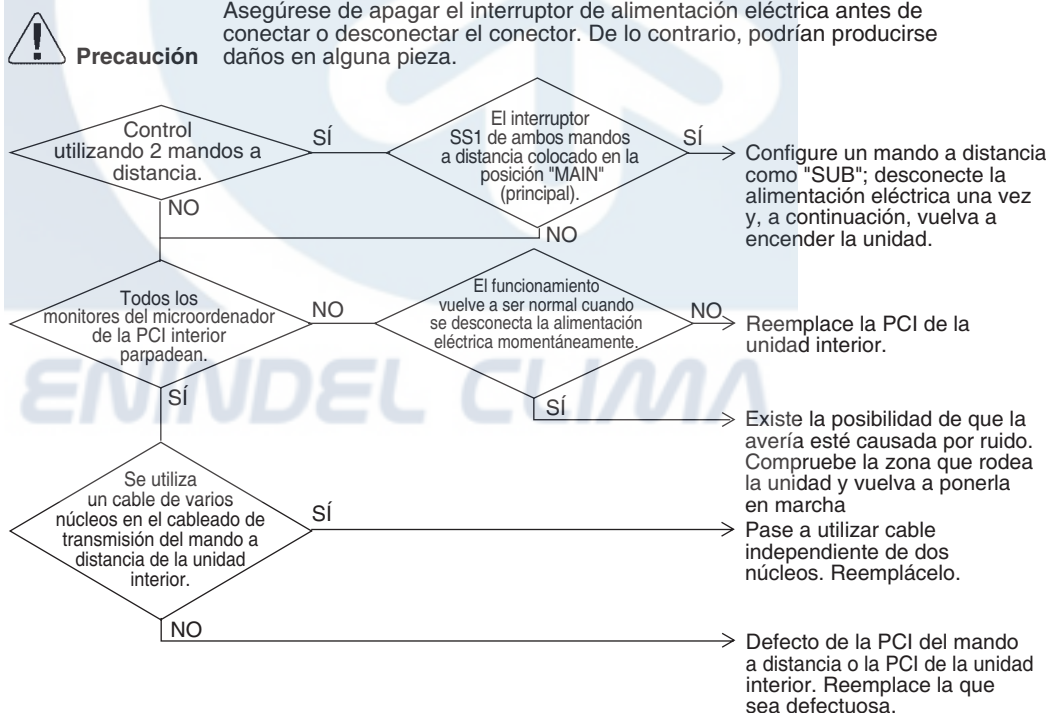 Asegúrese de apagar el interruptor de alimentación eléctrica antes de
conectar o desconectar el conector. De lo contrario, podrían producirse
Precaución daños en alguna pieza.
Control
utilizando 2 mandos a
distancia.
SÍ
El interruptor
SS1 de ambos mandos
a distancia colocado en la
posición "MAIN"
(principal).
SÍ
Configure un mando a distancia
como "SUB"; desconecte la
alimentación eléctrica una vez
y, a continuación, vuelva a
encender la unidad.
NO
NO
Todos los
monitores del microordenador
de la PCI interior
parpadean.
NO
El funcionamiento
vuelve a ser normal cuando
se desconecta la alimentación
eléctrica momentáneamente.
NO
Reemplace la PCI de la
unidad interior.
ENINDEL CLIMA
SÍ
SÍ
Existe la posibilidad de que la
avería esté causada por ruido.
Compruebe la zona que rodea
la unidad y vuelva a ponerla
en marcha
Se utiliza
un cable de varios
núcleos en el cableado de
transmisión del mando a
distancia de la unidad
interior.
SÍ
Pase a utilizar cable
independiente de dos
núcleos. Reemplácelo.
NO
Defecto de la PCI del mando
a distancia o la PCI de la unidad
interior. Reemplace la que
sea defectuosa.